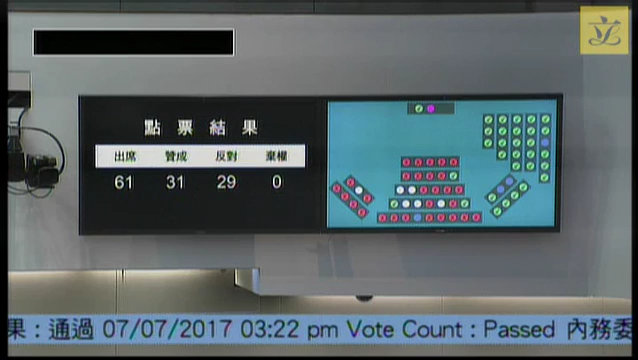 立
點票結果
出席 贊成 反對 棄權
61 31 29 0
果：通過 07/07/2017 03:22 pm Vote Count : Passed 內務委